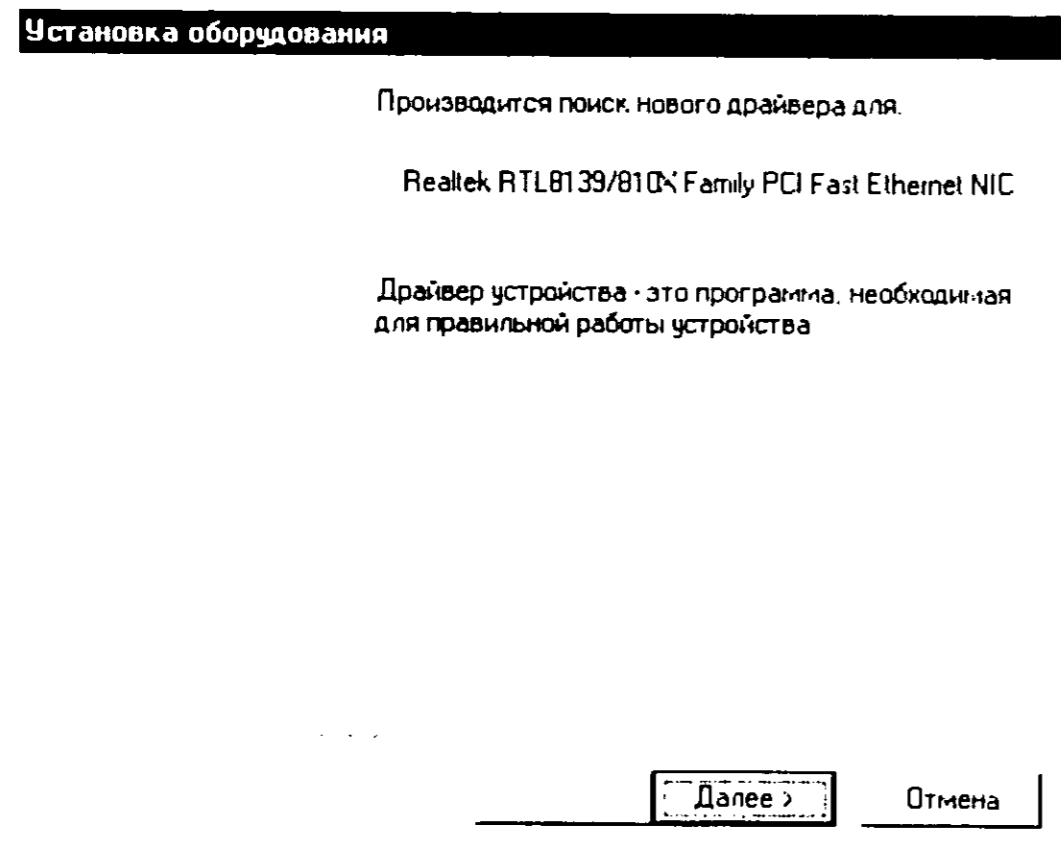 Установка оборудования
Производится поиск нового драйвера для.
Realtek RTL8139/810X Family PCI Fast Ethernet NIC
Драйвер устройства - это программа, необходимая
для правильной работы устройства
Далее >
Отмена